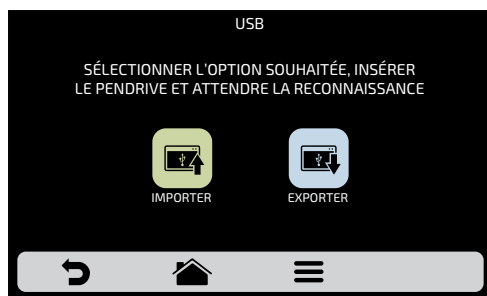 USB
SÉLECTIONNER L'OPTION SOUHAITÉE, INSÉRER
LE PENDRIVE ET ATTENDRE LA RECONNAISSANCE
IMPORTER
EXPORTER